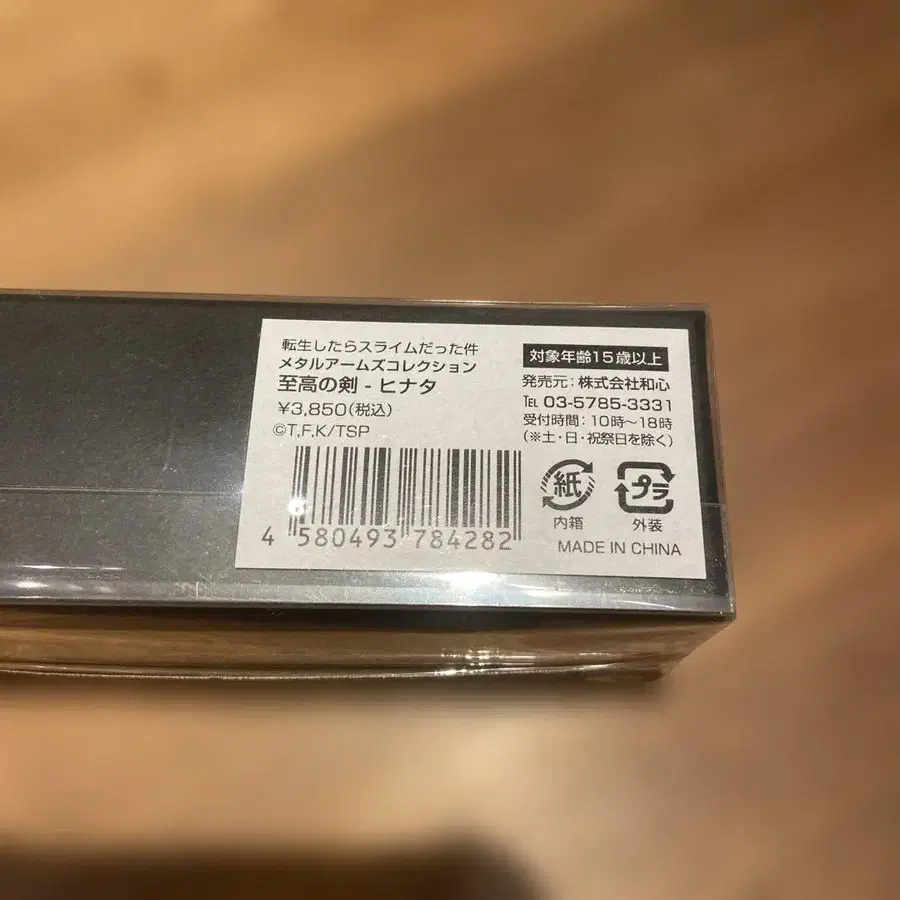 転生したらスライムだった件
メタルアームズコレクション
至高の剣 - ヒナタ
¥3,850(税込)
©T,F,K/TSP
4 580493 784282
対象年齢15歳以上
発売元:株式会社和心
TEL 03-5785-3331
受付時間:10時～18時
(※土・日・祝祭日を除く)
紙 プラ
内箱 外装
MADE IN CHINA